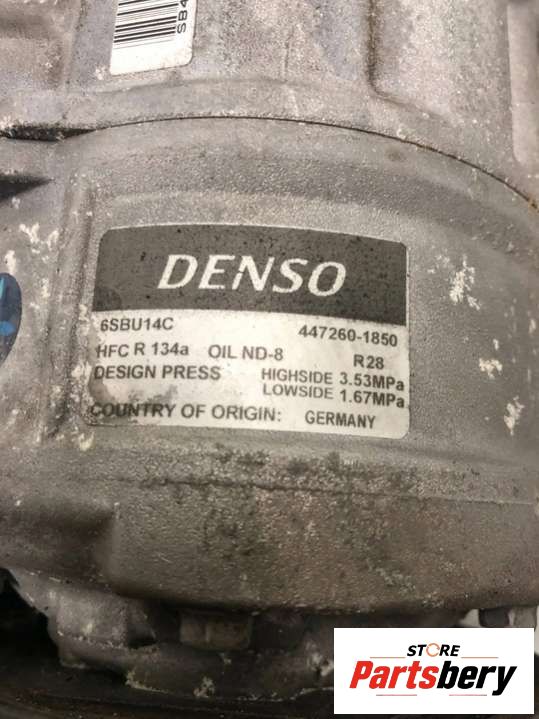 SB4
DENSO
6SBU14C 447260-1850
HFC R 134a OIL ND-8 R28
DESIGN PRESS HIGHSIDE 3.53MPa
LOWSIDE 1.67MPa
COUNTRY OF ORIGIN: GERMANY
STORE
Partsbery